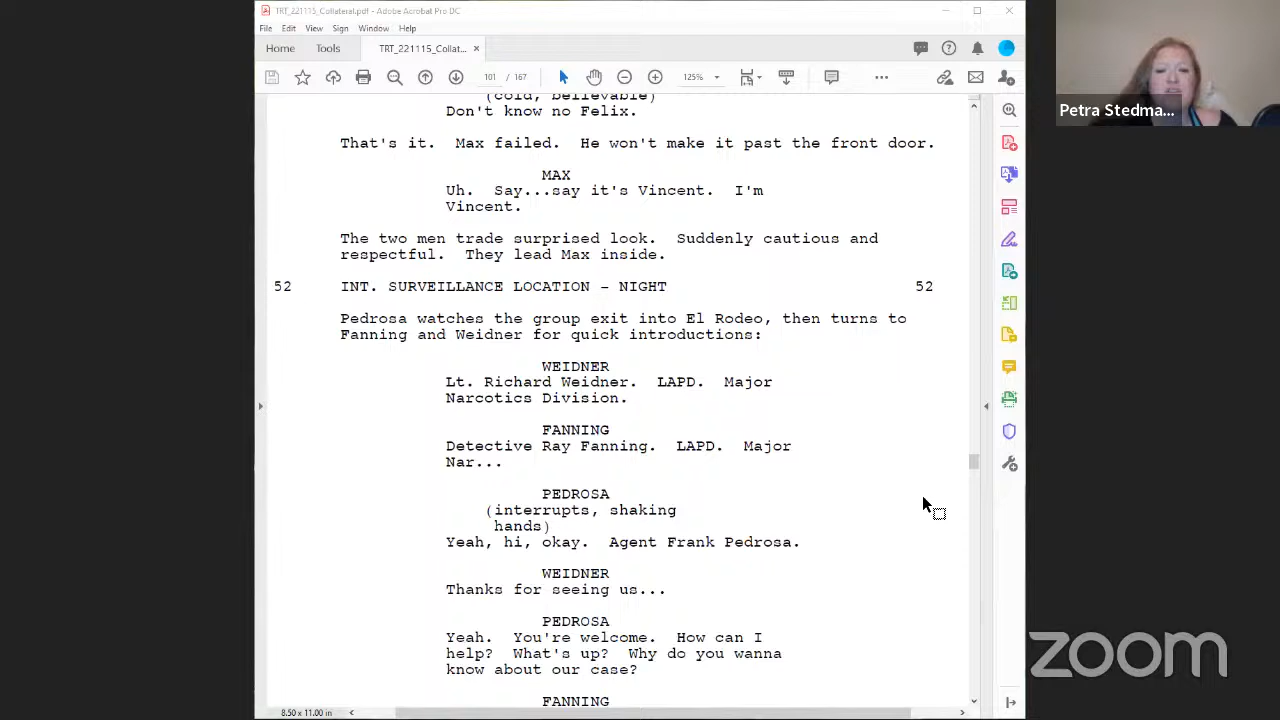 TRT_221115_Collateral.pdf - Adobe Acrobat Pro DC
File Edit View Sign Window Help
Home Tools TRT_221115_Collat... ×
101 / 167 125%
(cold, believable)
Don't know no Felix.
That's it. Max failed. He won't make it past the front door.
MAX
Uh. Say...say it's Vincent. I'm
Vincent.
The two men trade surprised look. Suddenly cautious and
respectful. They lead Max inside.
52 INT. SURVEILLANCE LOCATION - NIGHT 52
Pedrosa watches the group exit into El Rodeo, then turns to
Fanning and Weidner for quick introductions:
WEIDNER
Lt. Richard Weidner. LAPD. Major
Narcotics Division.
FANNING
Detective Ray Fanning. LAPD. Major
Nar...
PEDROSA
(interrupts, shaking
hands)
Yeah, hi, okay. Agent Frank Pedrosa.
WEIDNER
Thanks for seeing us...
PEDROSA
Yeah. You're welcome. How can I
help? What's up? Why do you wanna
know about our case?
FANNING
8.50 x 11.00 in
Petra Stedma...
zoom